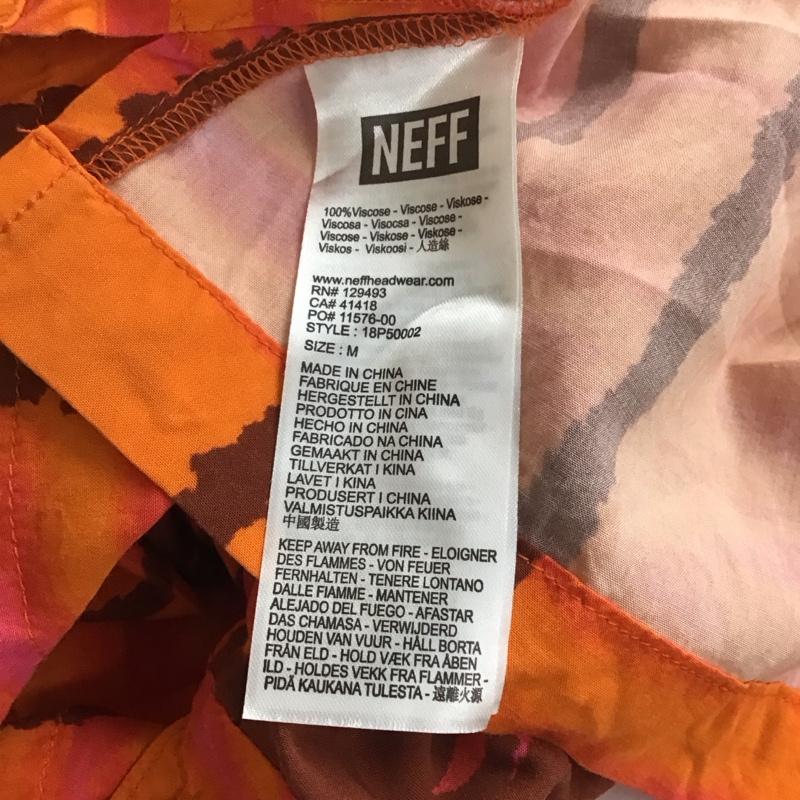 NEFF
100%Viscose - Viscose - Viskose -
Viscosa - Viscosa - Viscose -
Viscose - Viskose - Viskose -
Viskos - Viskoosi - 人造絲
www.neffheadwear.com
RN# 129493
CA# 41418
PO# 11576-00
STYLE : 18P50002
SIZE : M
MADE IN CHINA
FABRIQUE EN CHINE
HERGESTELLT IN CHINA
PRODOTTO IN CINA
HECHO IN CHINA
FABRICADO NA CHINA
GEMAAKT IN CHINA
TILLVERKAT I KINA
LAVET I KINA
PRODUSERT I CHINA
VALMISTUSPAIKKA KIINA
中國製造
KEEP AWAY FROM FIRE - ELOIGNER
DES FLAMMES - VON FEUER
FERNHALTEN - TENERE LONTANO
DALLE FIAMME - MANTENER
ALEJADO DEL FUEGO - AFASTAR
DAS CHAMASA - VERWIJDERD
HOUDEN VAN VUUR - HÅLL BORTA
FRÅN ELD - HOLD VÆK FRA ÅBEN
ILD - HOLDES VEKK FRA FLAMMER -
PIDÄ KAUKANA TULESTA - 遠離火源